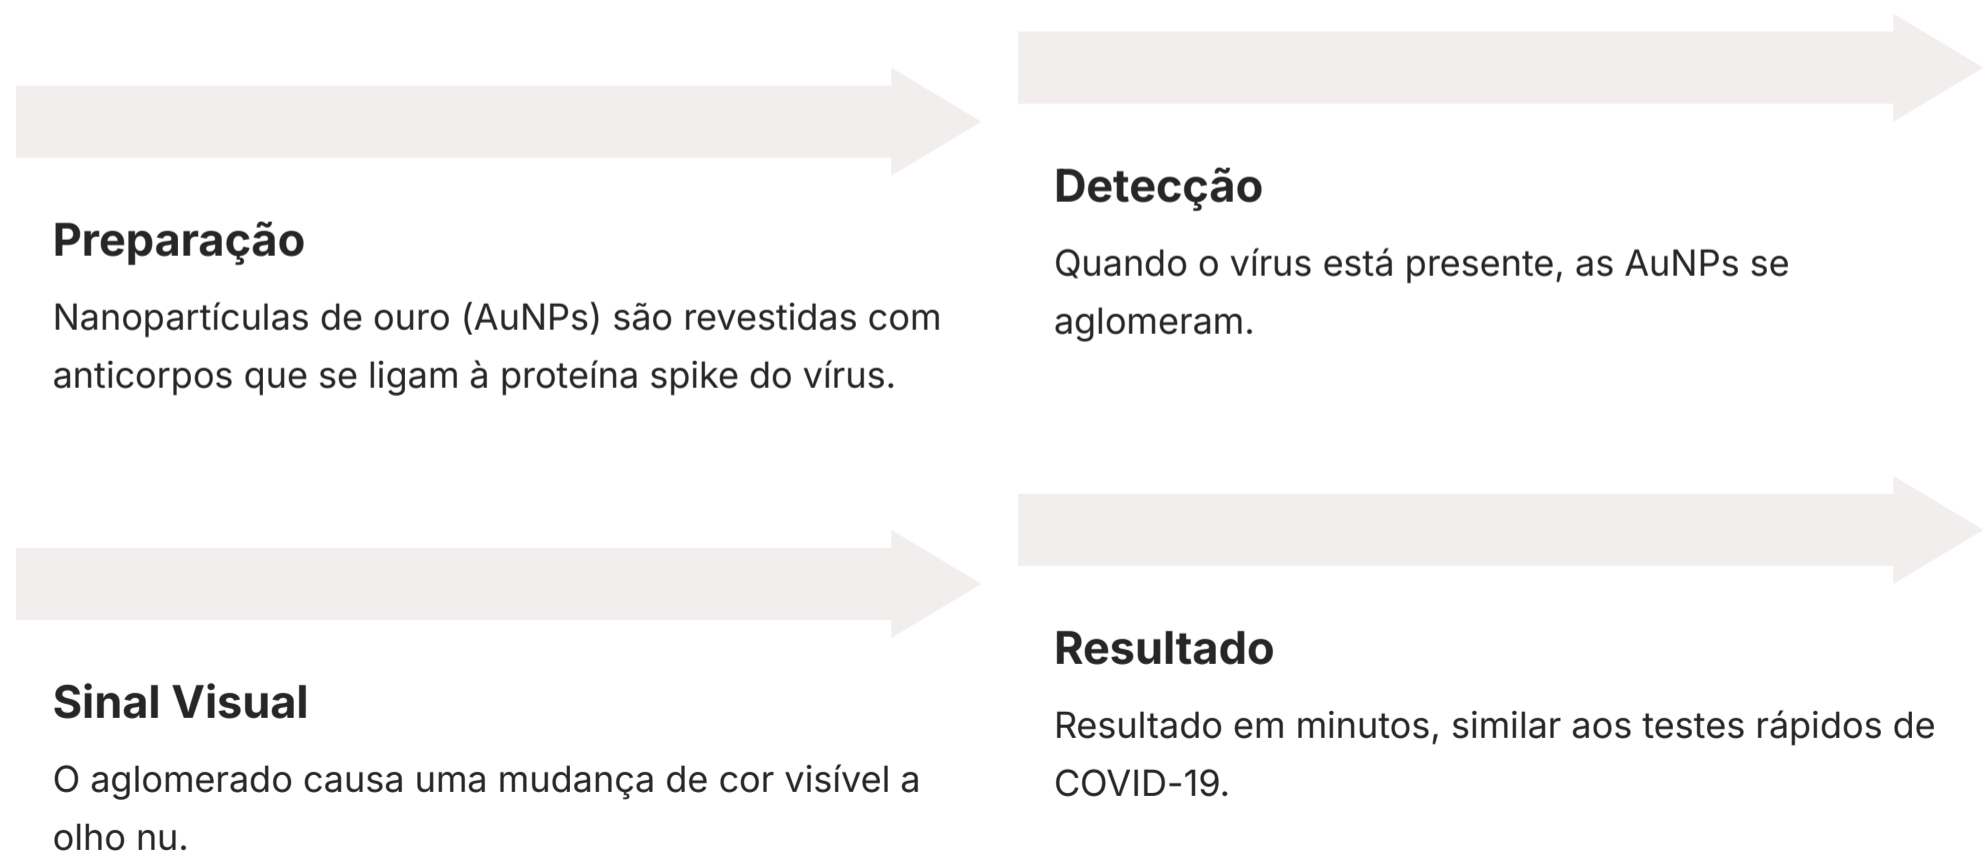 Preparação
Nanopartículas de ouro (AuNPs) são revestidas com
anticorpos que se ligam à proteína spike do vírus.
Detecção
Quando o vírus está presente, as AuNPs se
aglomeram.
Sinal Visual
O aglomerado causa uma mudança de cor visível a
olho nu.
Resultado
Resultado em minutos, similar aos testes rápidos de
COVID-19.